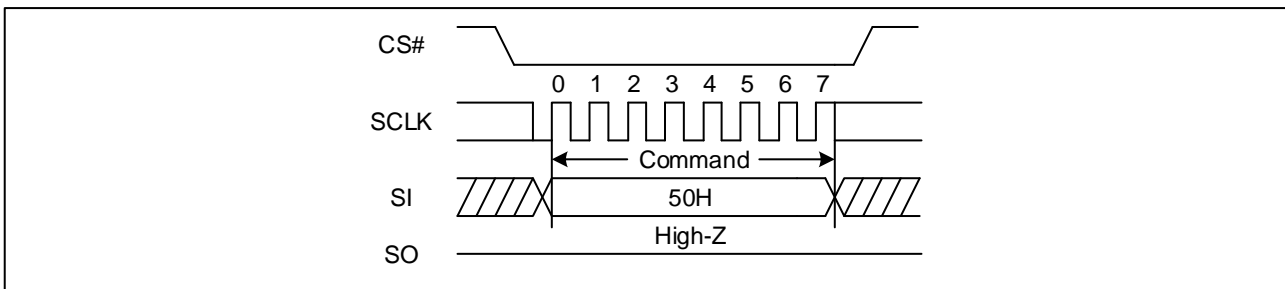 CS#
0 1 2 3 4 5 6 7
SCLK
Command
SI
50H
High-Z
SO